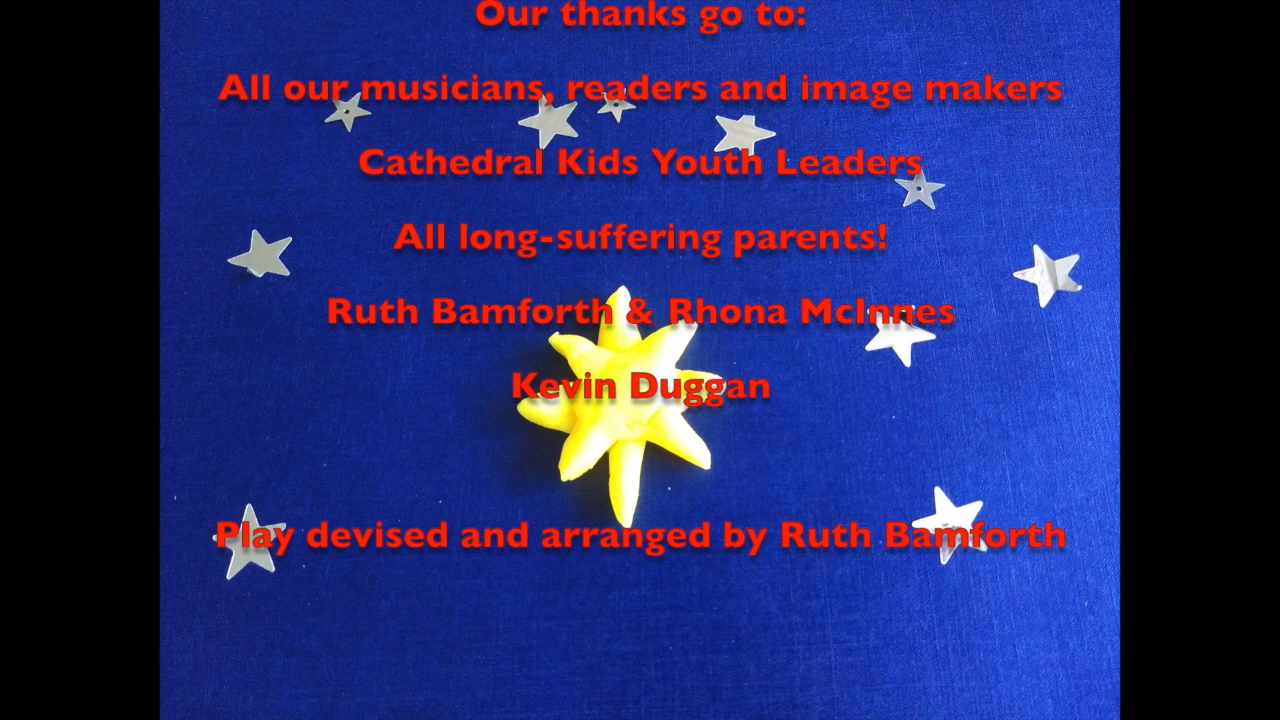 Our thanks go to:
All our musicians, readers and image makers
Cathedral Kids Youth Leaders
All long-suffering parents!
Ruth Bamforth & Rhona McInnes
Kevin Duggan
Play devised and arranged by Ruth Bamforth